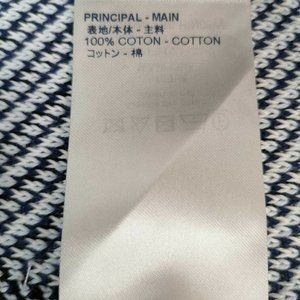 PRINCIPAL - MAIN
表地/本体 - 主料
100% COTON - COTTON
コットン - 棉